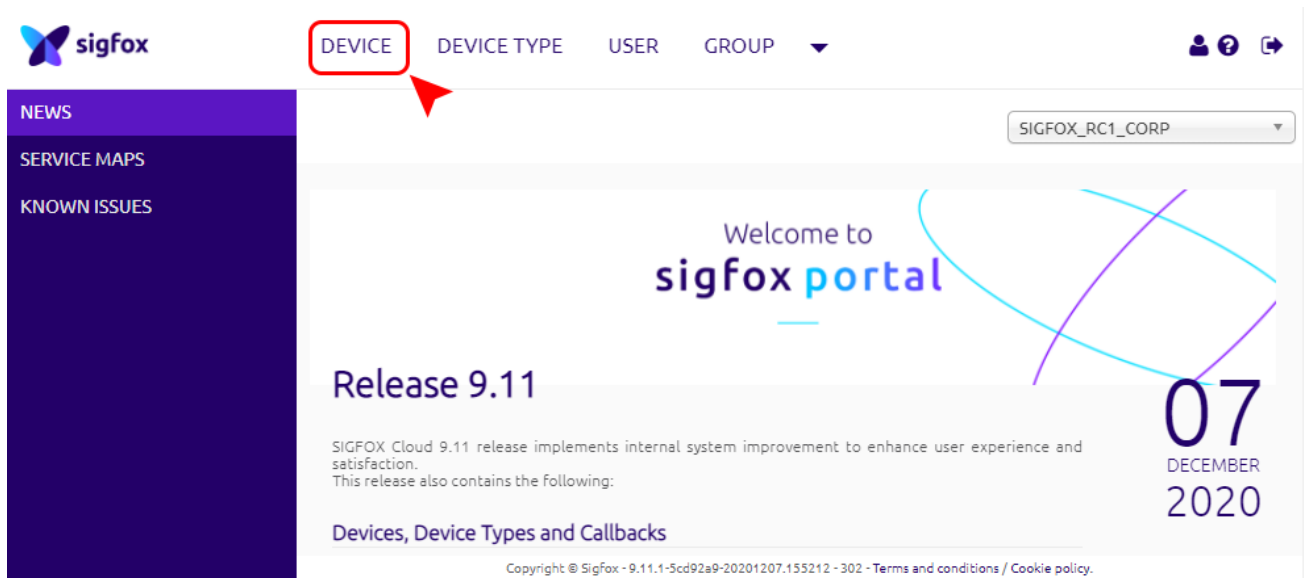 sigfox
DEVICE DEVICE TYPE USER GROUP
NEWS
SERVICE MAPS
KNOWN ISSUES
SIGFOX_RC1_CORP
Welcome to
sigfox portal
Release 9.11
SIGFOX Cloud 9.11 release implements internal system improvement to enhance user experience and
satisfaction.
This release also contains the following:
Devices, Device Types and Callbacks
07
DECEMBER
2020
Copyright © Sigfox - 9.11.1-5cd92a9-20201207.155212 - 302 - Terms and conditions / Cookie policy.